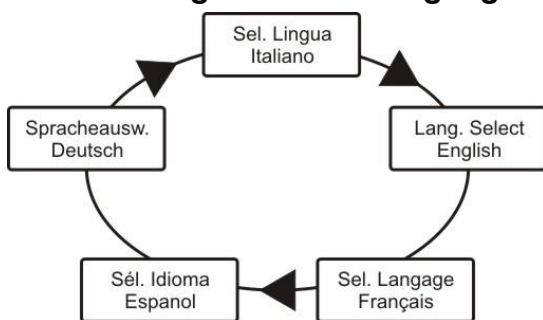 Sel. Lingua
Italiano
Spracheausw.
Deutsch
Lang. Select
English
Sél. Idioma
Espanol
Sel. Langage
Français